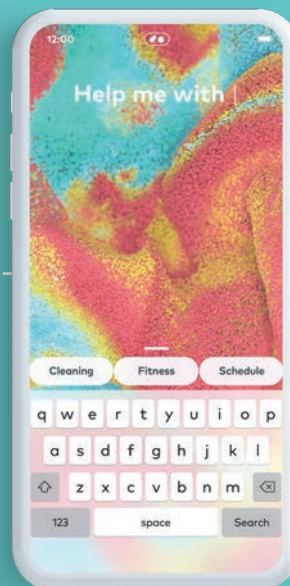 12:00
Help me with
Cleaning Fitness Schedule
q w e r t y u i o p
a s d f g h j k l
z x c v b n m
123 space Search